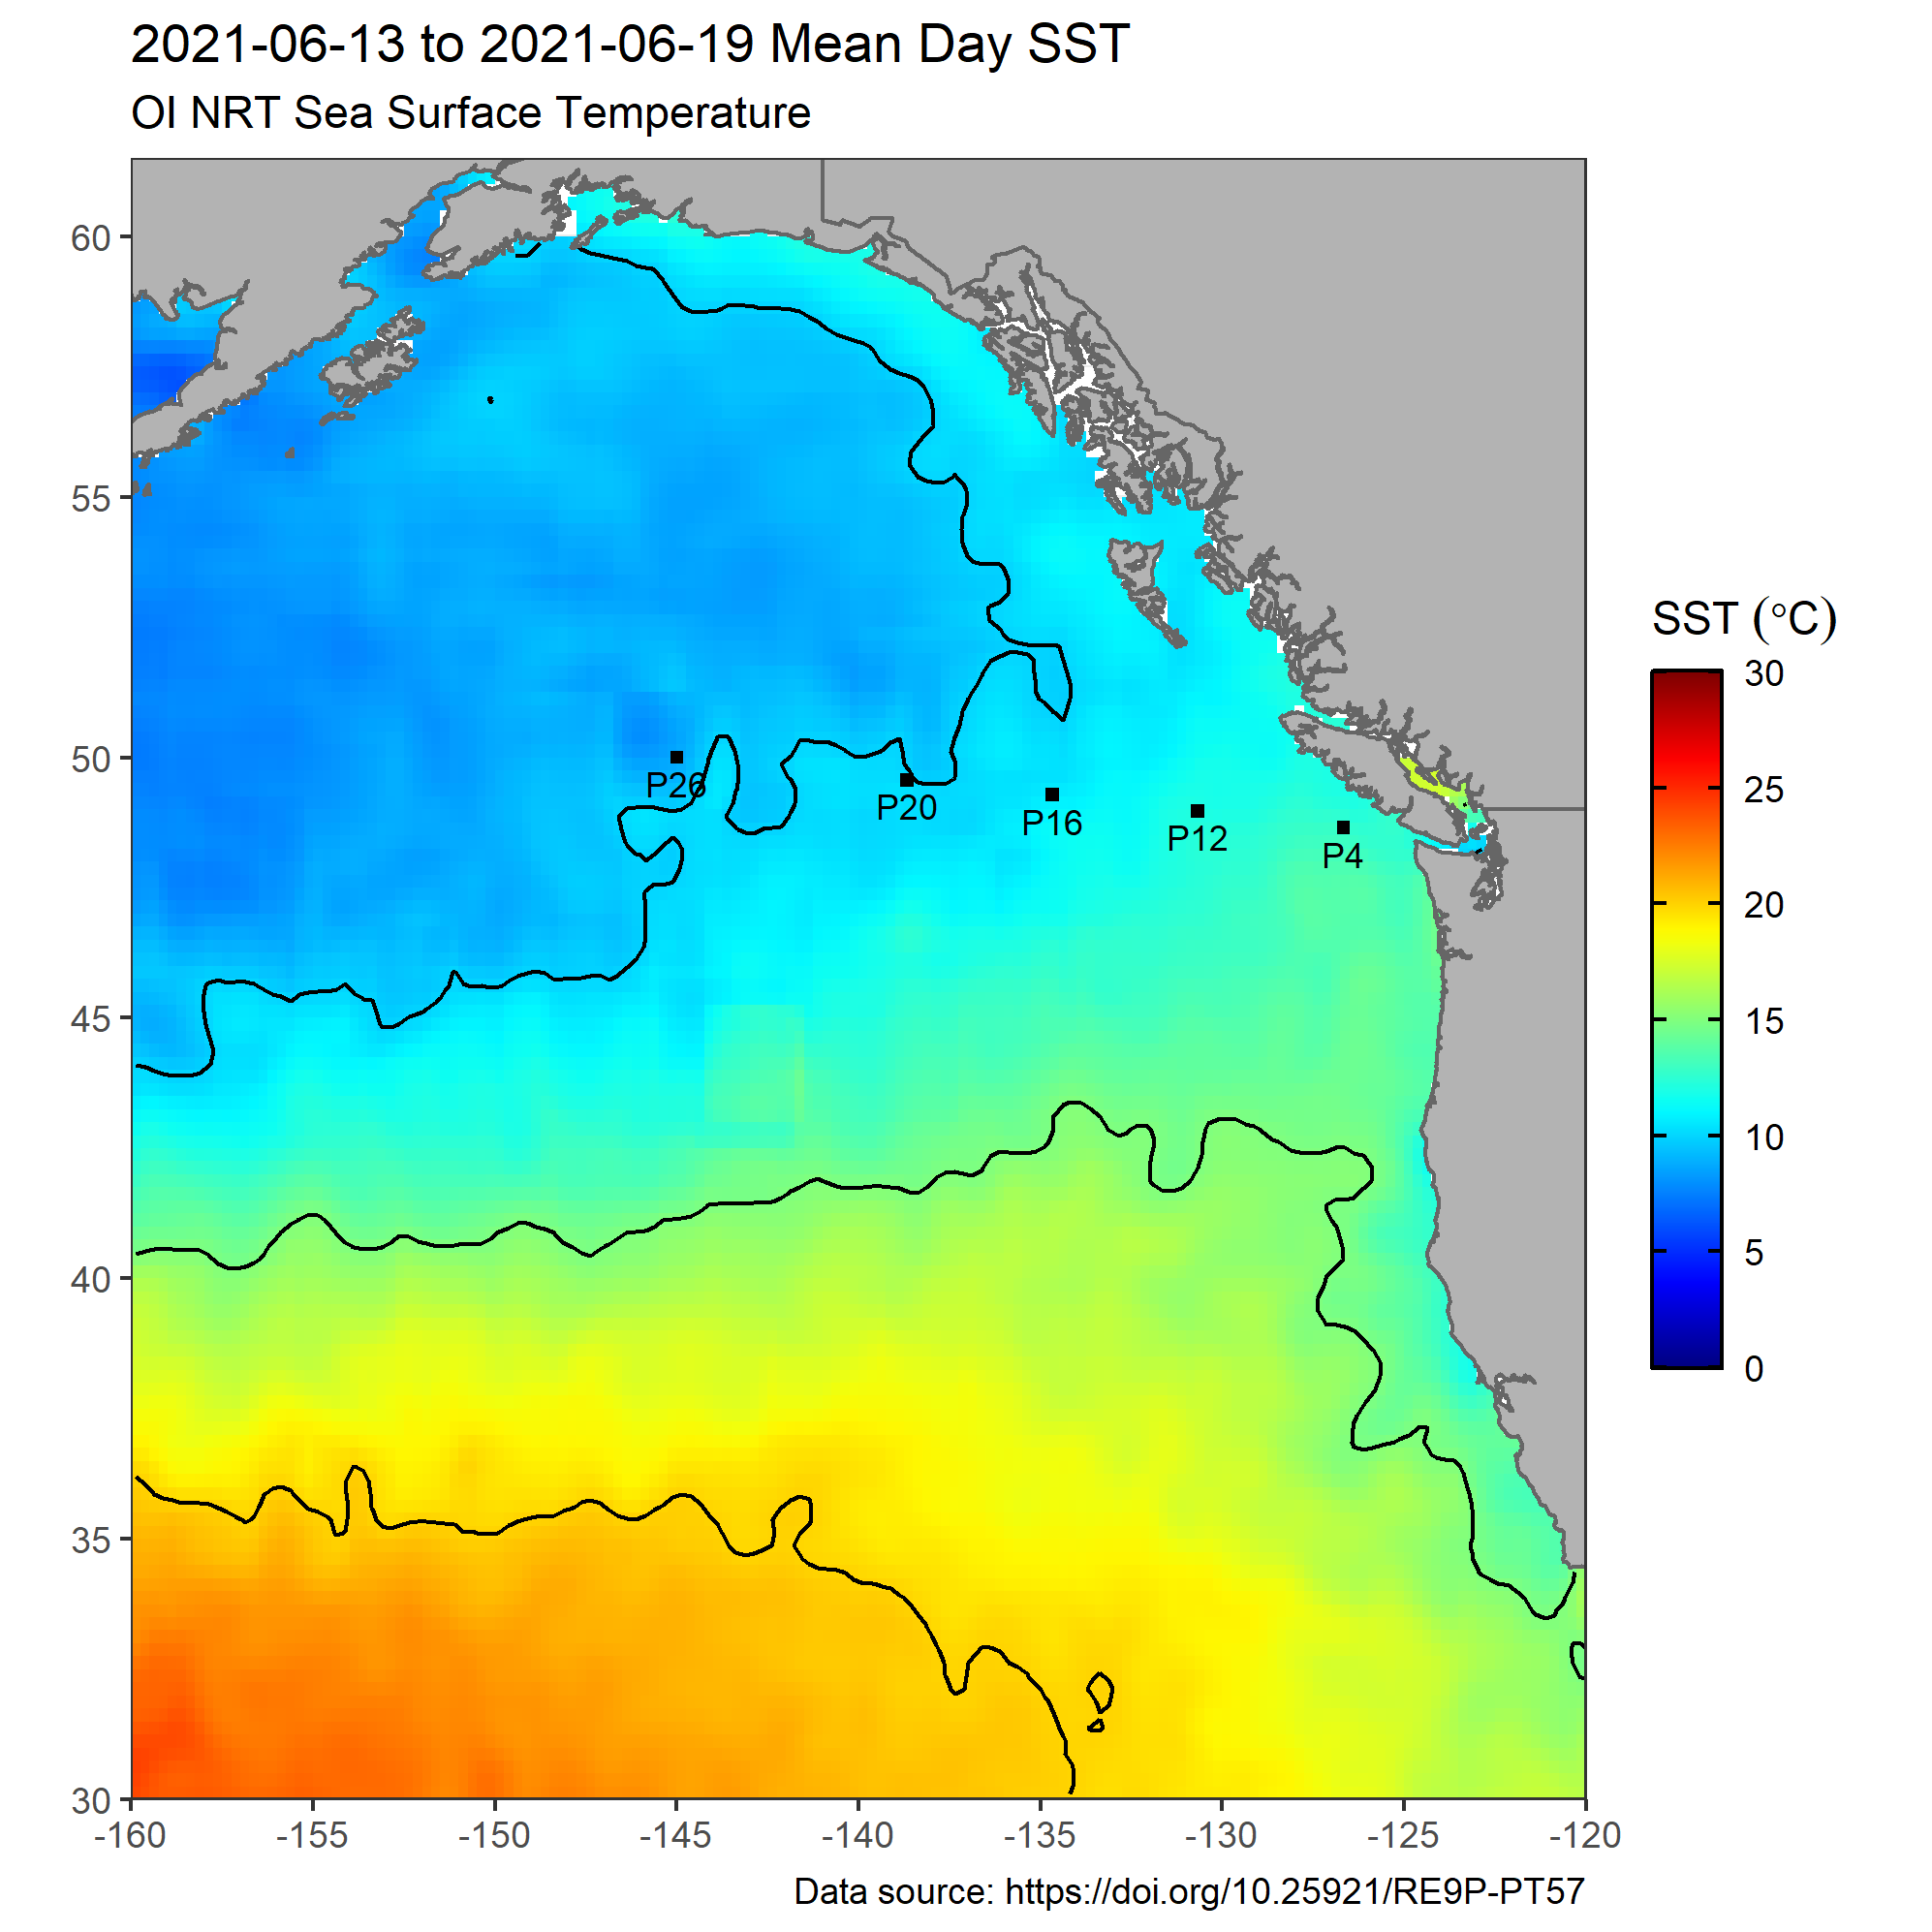 2021-06-13 to 2021-06-19 Mean Day SST
OI NRT Sea Surface Temperature
60
55
50
45
40
35
30
-160
-155
-150
-145
-140
-135
-130
-125
-120
P26
P20
P16
P12
P4
SST (°C)
30
25
20
15
10
5
0
Data source: https://doi.org/10.25921/RE9P-PT57